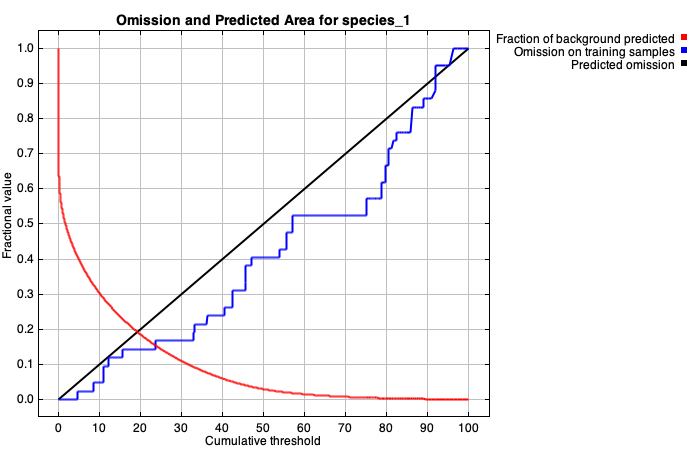 Omission and Predicted Area for species_1
Fraction of background predicted
Omission on training samples
Predicted omission
1.0
0.9
0.8
0.7
0.6
0.5
0.4
0.3
0.2
0.1
0.0
Fractional value
0 10 20 30 40 50 60 70 80 90 100
Cumulative threshold